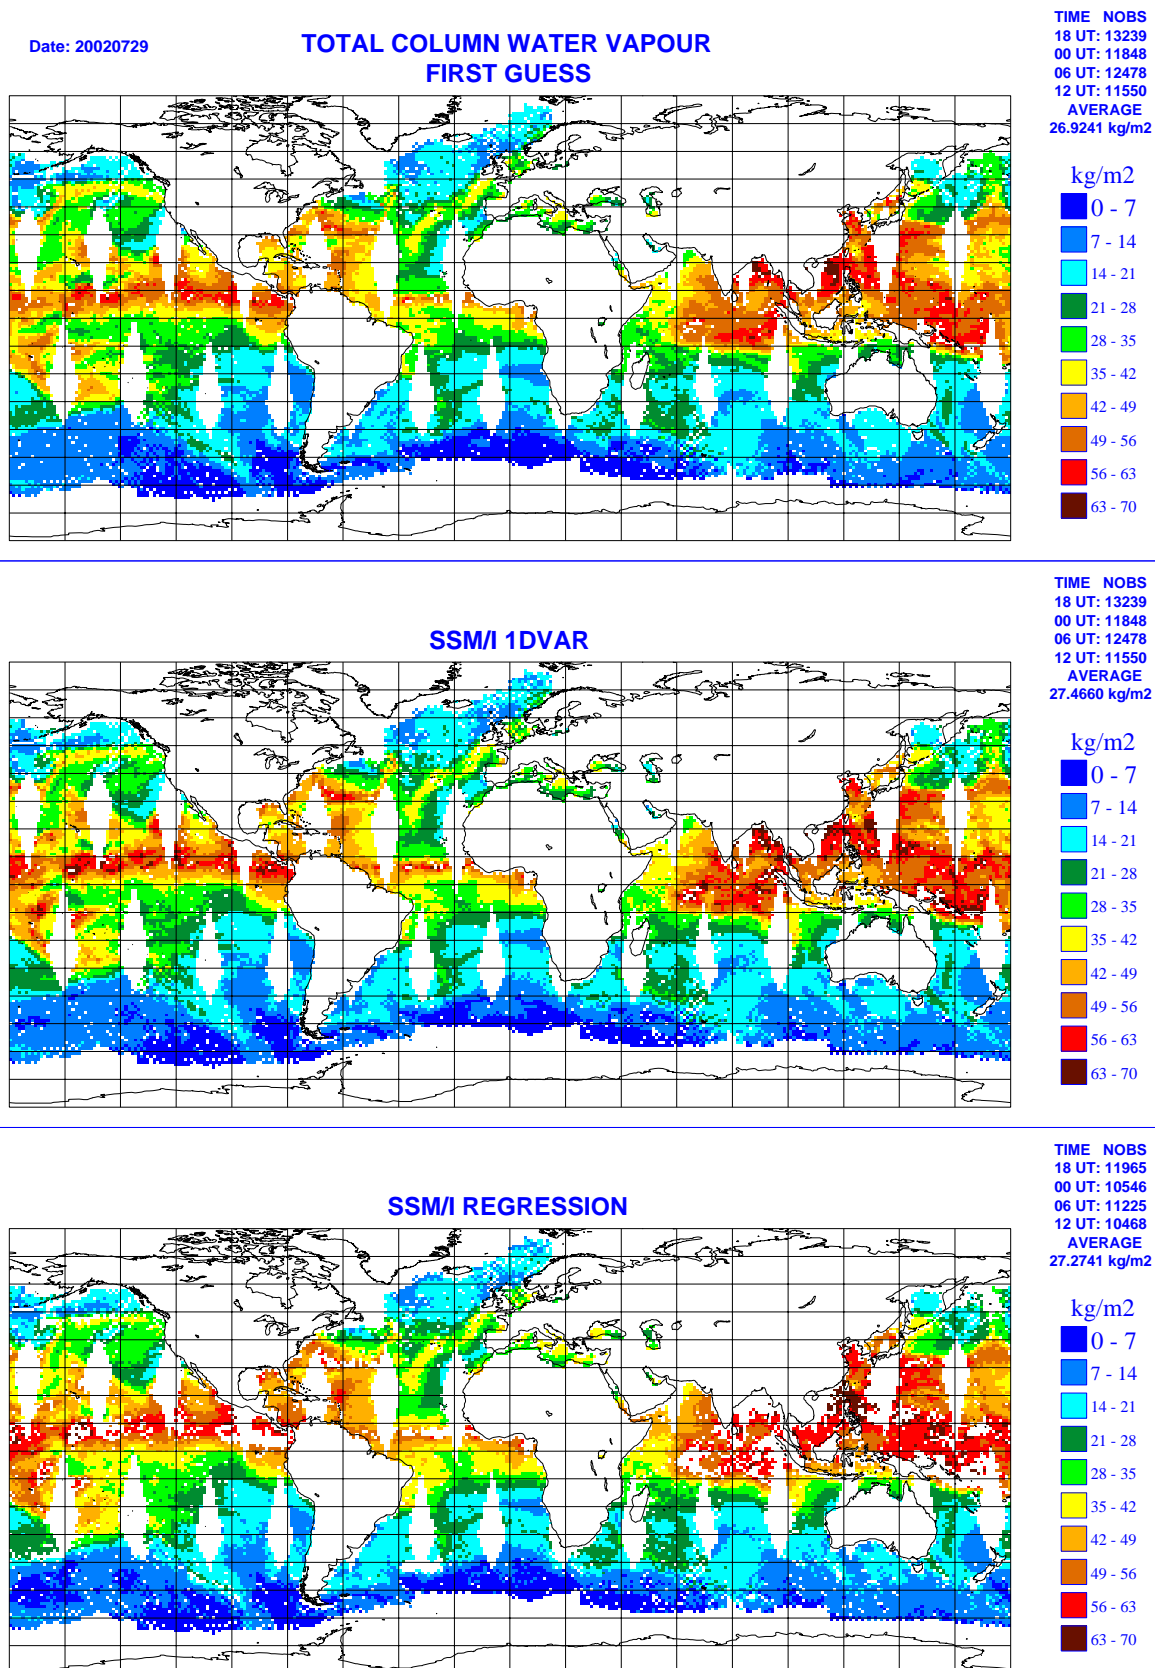 Date: 20020729
TOTAL COLUMN WATER VAPOUR
FIRST GUESS
TIME NOBS
18 UT: 13239
00 UT: 11848
06 UT: 12478
12 UT: 11550
AVERAGE
26.9241 kg/m2
kg/m2
0 - 7
7 - 14
14 - 21
21 - 28
28 - 35
35 - 42
42 - 49
49 - 56
56 - 63
63 - 70
SSM/I 1DVAR
TIME NOBS
18 UT: 13239
00 UT: 11848
06 UT: 12478
12 UT: 11550
AVERAGE
27.4660 kg/m2
kg/m2
0 - 7
7 - 14
14 - 21
21 - 28
28 - 35
35 - 42
42 - 49
49 - 56
56 - 63
63 - 70
SSM/I REGRESSION
TIME NOBS
18 UT: 11965
00 UT: 10546
06 UT: 11225
12 UT: 10468
AVERAGE
27.2741 kg/m2
kg/m2
0 - 7
7 - 14
14 - 21
21 - 28
28 - 35
35 - 42
42 - 49
49 - 56
56 - 63
63 - 70